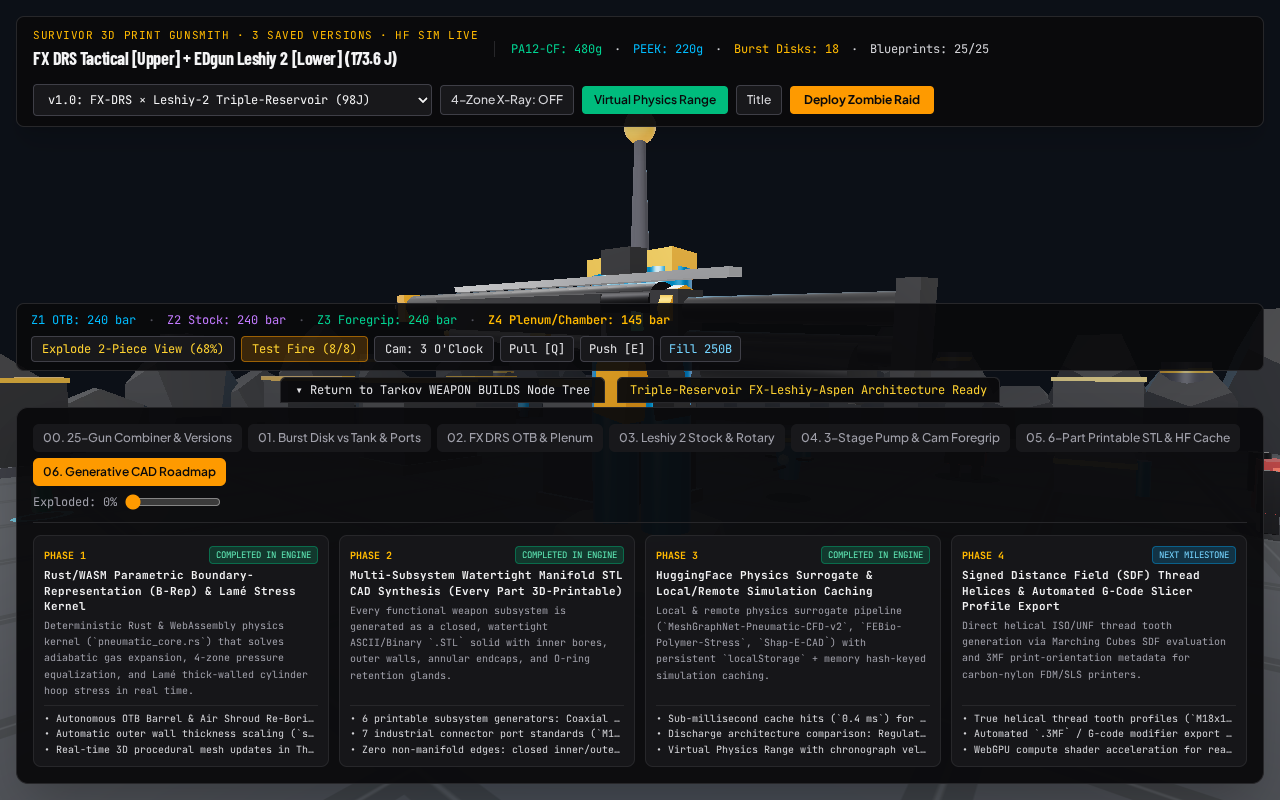 SURVIVOR 3D PRINT GUNSMITH · 3 SAVED VERSIONS · HF SIM LIVE
FX DRS Tactical [Upper] + EDgun Leshiy 2 [Lower] (173.6 J)
PA12-CF: 480g · PEEK: 220g · Burst Disks: 18 · Blueprints: 25/25
v1.0: FX-DRS × Leshiy-2 Triple-Reservoir (98J)
4-Zone X-Ray: OFF
Virtual Physics Range
Title
Deploy Zombie Raid
Z1 OTB: 240 bar · Z2 Stock: 240 bar · Z3 Foregrip: 240 bar · Z4 Plenum/Chamber: 145 bar
Explode 2-Piece View (68%)
Test Fire (8/8)
Cam: 3 O'Clock
Pull [Q]
Push [E]
Fill 250B
▾ Return to Tarkov WEAPON BUILDS Node Tree
Triple-Reservoir FX-Leshiy-Aspen Architecture Ready
00. 25-Gun Combiner & Versions
01. Burst Disk vs Tank & Ports
02. FX DRS OTB & Plenum
03. Leshiy 2 Stock & Rotary
04. 3-Stage Pump & Cam Foregrip
05. 6-Part Printable STL & HF Cache
06. Generative CAD Roadmap
Exploded: 0%
PHASE 1
COMPLETED IN ENGINE
Rust/WASM Parametric Boundary-
Representation (B-Rep) & Lamé Stress
Kernel
Deterministic Rust & WebAssembly physics
kernel (`pneumatic_core.rs`) that solves
adiabatic gas expansion, 4-zone pressure
equalization, and Lamé thick-walled cylinder
hoop stress in real time.
• Autonomous OTB Barrel & Air Shroud Re-Bori…
• Automatic outer wall thickness scaling (`s…
• Real-time 3D procedural mesh updates in Th…
PHASE 2
COMPLETED IN ENGINE
Multi-Subsystem Watertight Manifold STL
CAD Synthesis (Every Part 3D-Printable)
Every functional weapon subsystem is
generated as a closed, watertight
ASCII/Binary `.STL` solid with inner bores,
outer walls, annular endcaps, and O-ring
retention glands.
• 6 printable subsystem generators: Coaxial …
• 7 industrial connector port standards (`M1…
• Zero non-manifold edges: closed inner/oute…
PHASE 3
COMPLETED IN ENGINE
HuggingFace Physics Surrogate &
Local/Remote Simulation Caching
Local & remote physics surrogate pipeline
(`MeshGraphNet-Pneumatic-CFD-v2`, `FEBio-
Polymer-Stress`, `Shap-E-CAD`) with
persistent `localStorage` + memory hash-keyed
simulation caching.
• Sub-millisecond cache hits (`0.4 ms`) for …
• Discharge architecture comparison: Regulat…
• Virtual Physics Range with chronograph vel…
PHASE 4
NEXT MILESTONE
Signed Distance Field (SDF) Thread
Helices & Automated G-Code Slicer
Profile Export
Direct helical ISO/UNF thread tooth
generation via Marching Cubes SDF evaluation
and 3MF print-orientation metadata for
carbon-nylon FDM/SLS printers.
• True helical thread tooth profiles (`M18x1…
• Automated `.3MF` / G-code modifier export …
• WebGPU compute shader acceleration for rea…